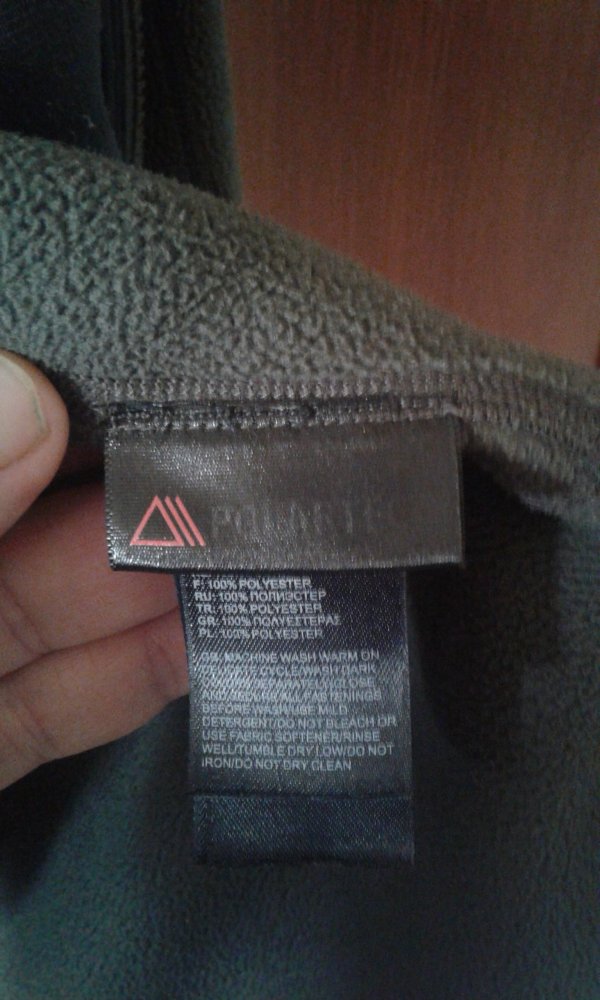 POLARTEC
F: 100% POLYESTER
RU: 100% ПОЛИЭСТЕР
TR: 100% POLYESTER
GR: 100% ΠΟΛΥΕΣΤΕΡΑΣ
PL: 100% POLYESTER
MACHINE WASH WARM ON
CYCLE/WASH DARK
CLOSE
FASTENINGS
BEFORE WASH/USE MILD
DETERGENT/DO NOT BLEACH OR
USE FABRIC SOFTENER/RINSE
WELL/TUMBLE DRY LOW/DO NOT
IRON/DO NOT DRY CLEAN